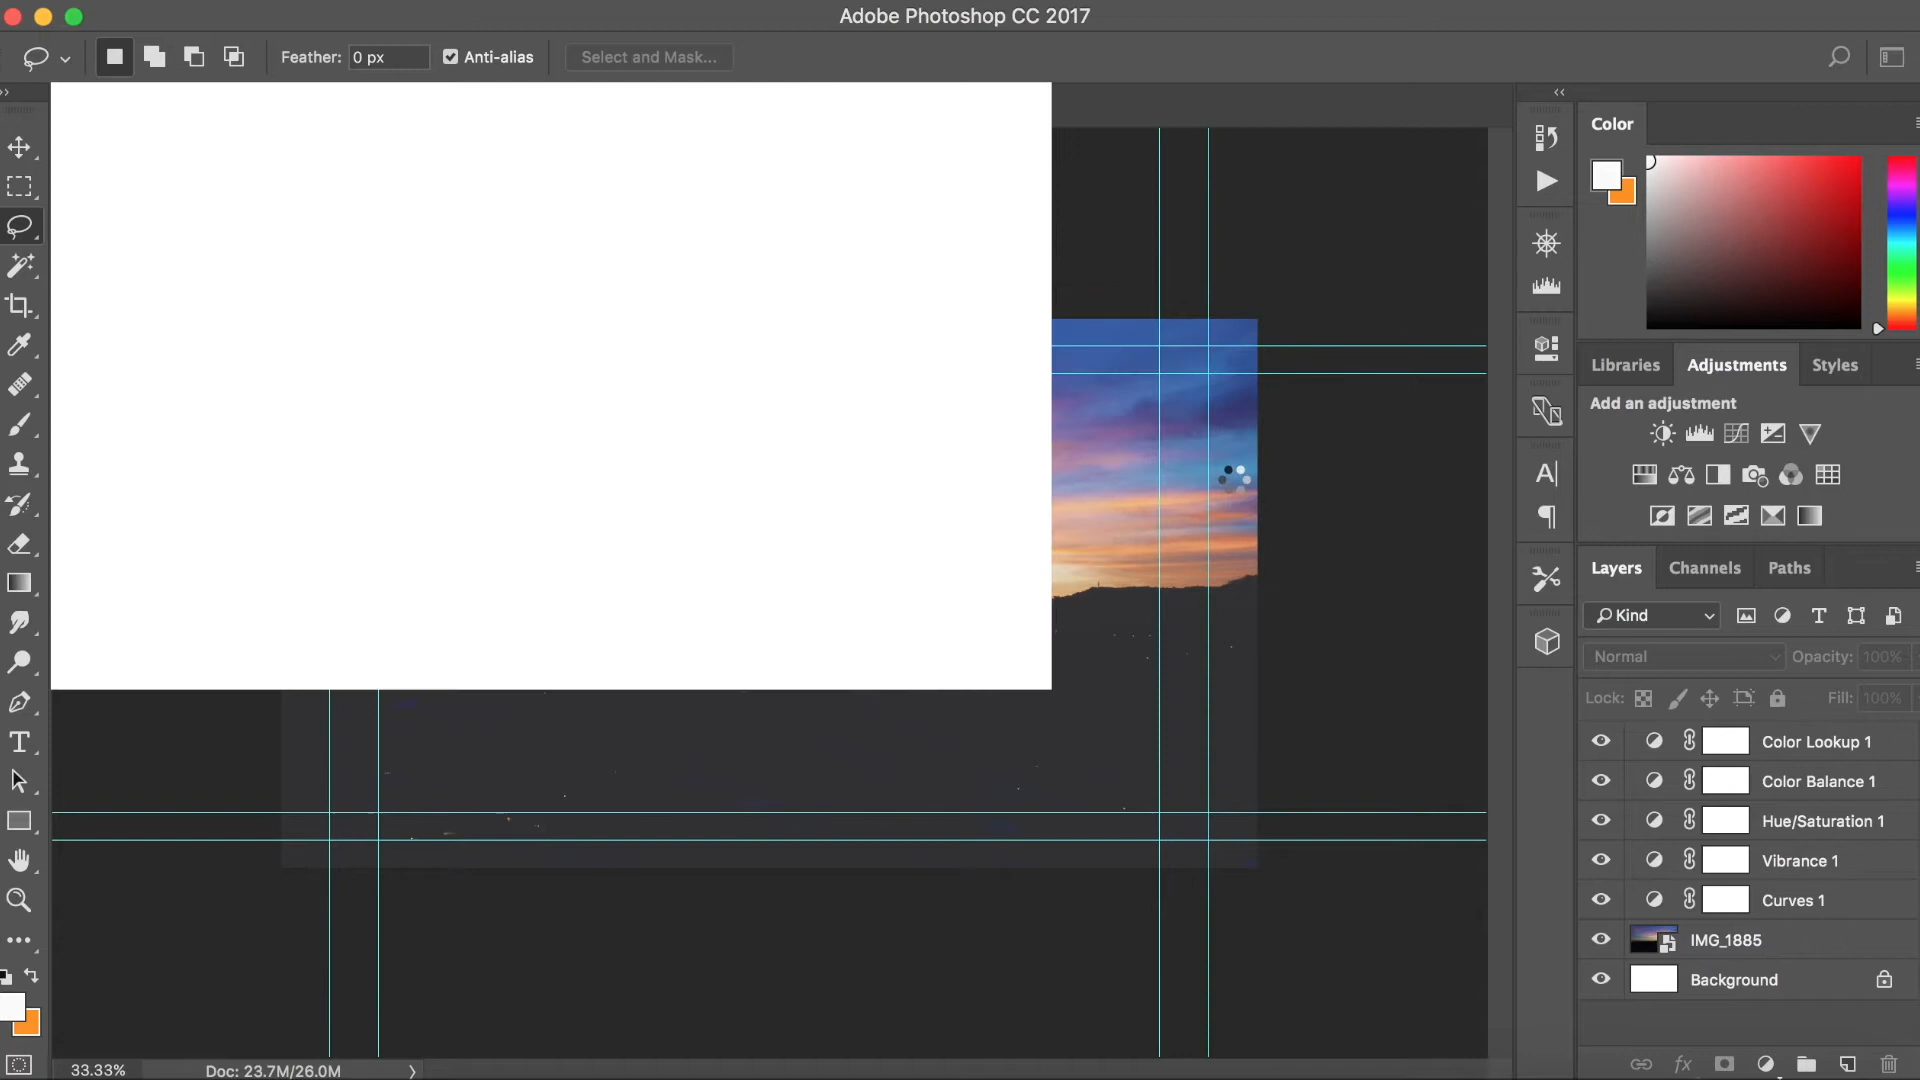 Adobe Photoshop CC 2017
Feather: 0 px Anti-alias Select and Mask...
Color
Libraries Adjustments Styles
Add an adjustment
Layers Channels Paths
Kind
Normal Opacity: 100%
Lock: Fill: 100%
Color Lookup 1
Color Balance 1
Hue/Saturation 1
Vibrance 1
Curves 1
IMG_1885
Background
33.33% Doc: 23.7M/26.0M